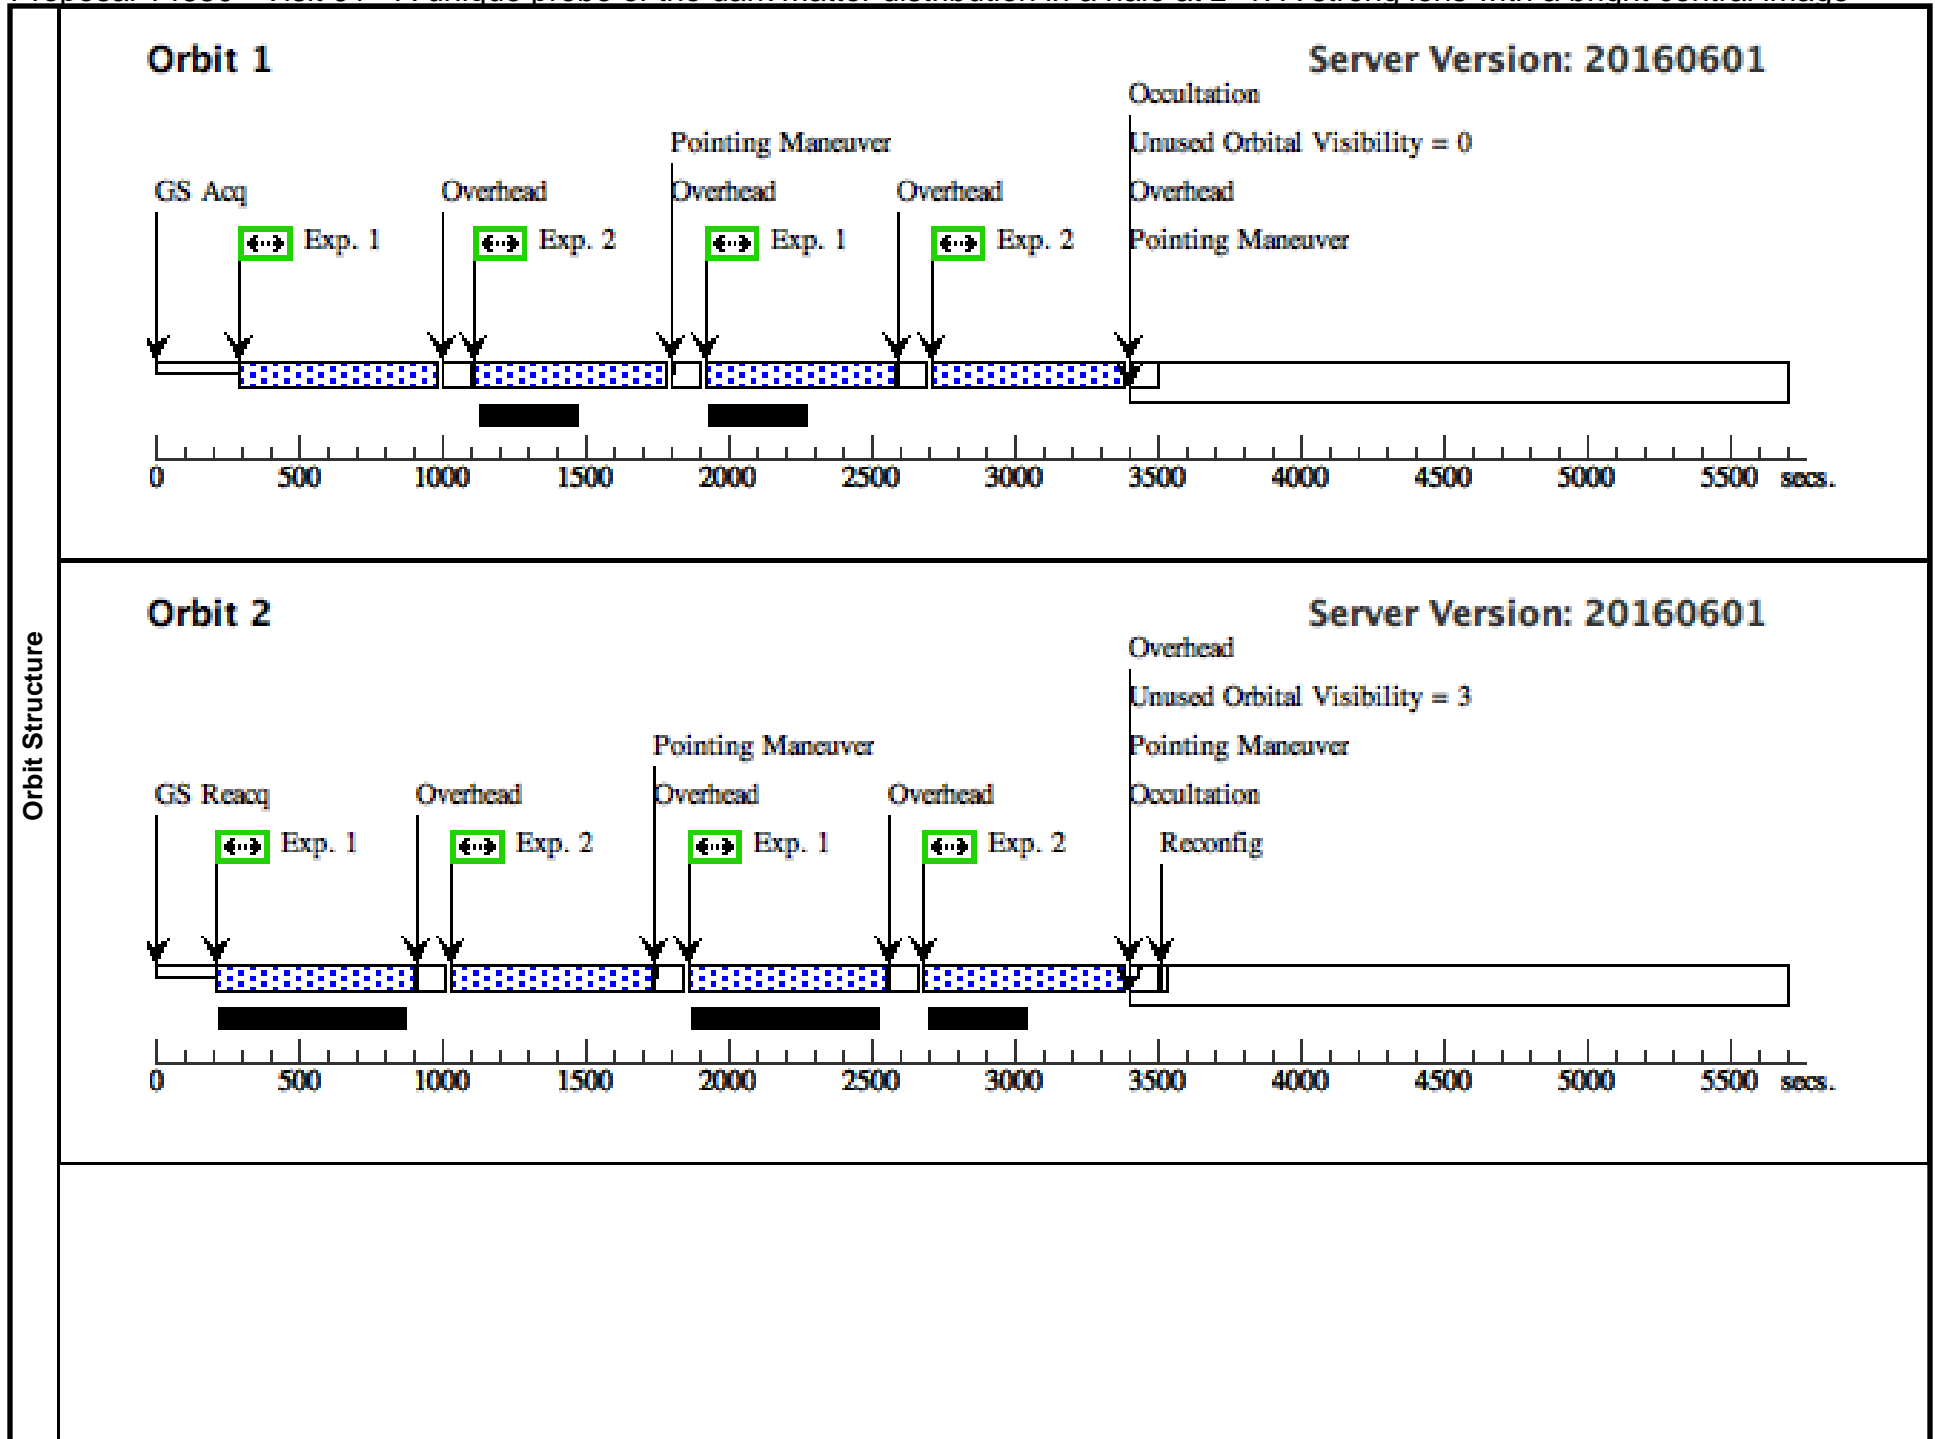 Orbit Structure
Orbit 1
Server Version: 20160601
Occultation
Pointing Maneuver
Unused Orbital Visibility = 0
GS Acq
Overhead
Overhead
Overhead
Overhead
Exp. 1
Exp. 2
Exp. 1
Exp. 2
Pointing Maneuver
0 500 1000 1500 2000 2500 3000 3500 4000 4500 5000 5500 secs.
Orbit 2
Server Version: 20160601
Overhead
Unused Orbital Visibility = 3
Pointing Maneuver
Pointing Maneuver
GS Reacq
Overhead
Overhead
Overhead
Occultation
Exp. 1
Exp. 2
Exp. 1
Exp. 2
Reconfig
0 500 1000 1500 2000 2500 3000 3500 4000 4500 5000 5500 secs.